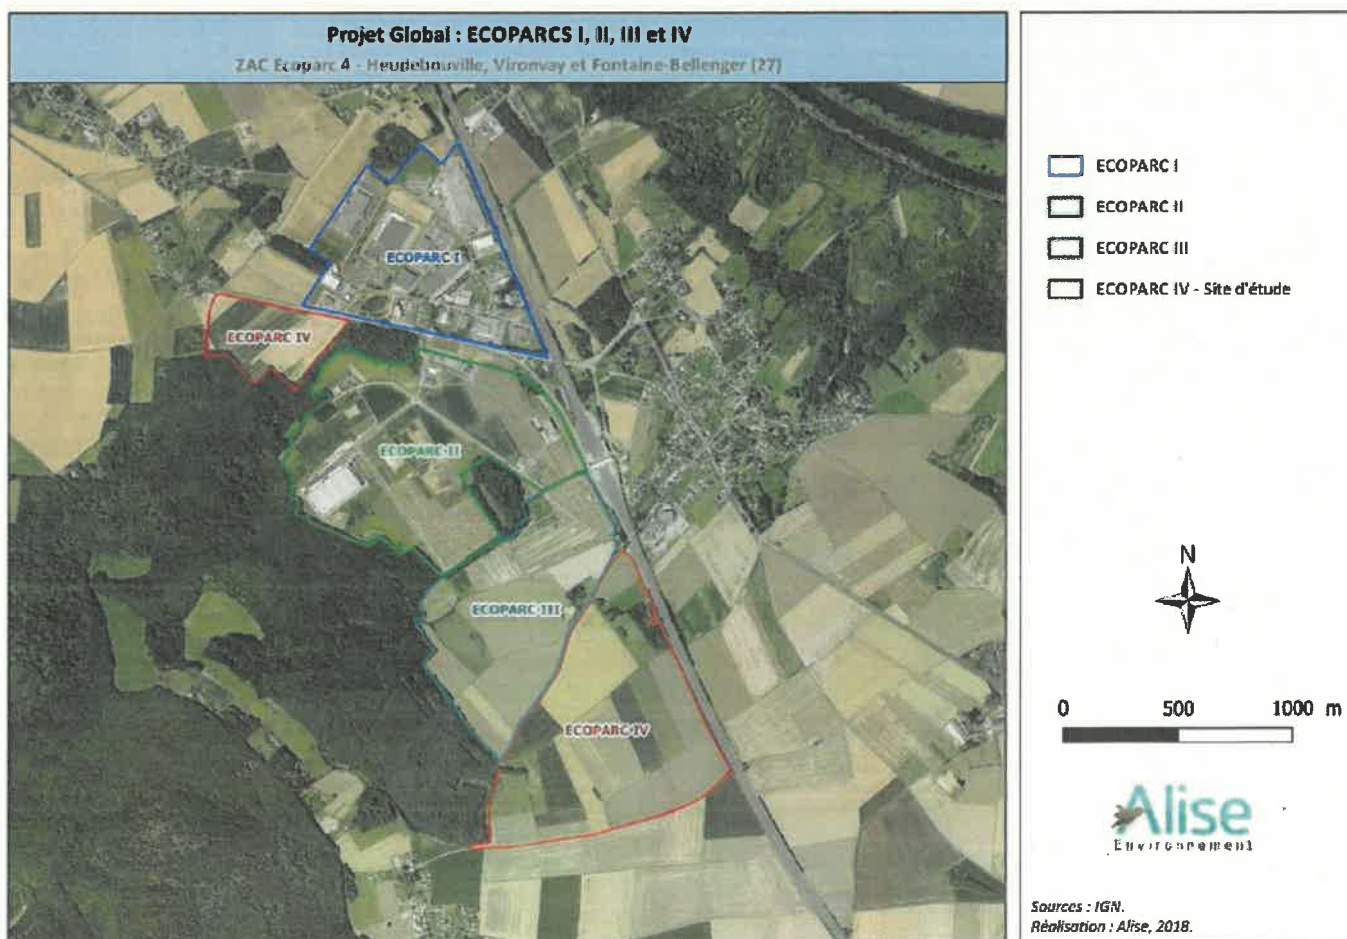 Projet Global : ECOPARCS I, II, III et IV
ZAC Ecoparc 4 - Heudebouville, Vironvay et Fontaine-Bellenger (27)
ECOPARC I
ECOPARC IV
ECOPARC II
ECOPARC III
ECOPARC IV
ECOPARC I
ECOPARC II
ECOPARC III
ECOPARC IV - Site d'étude
N
0 500 1000 m
Alise
Environnement
Sources : IGN.
Réalisation : Alise, 2018.